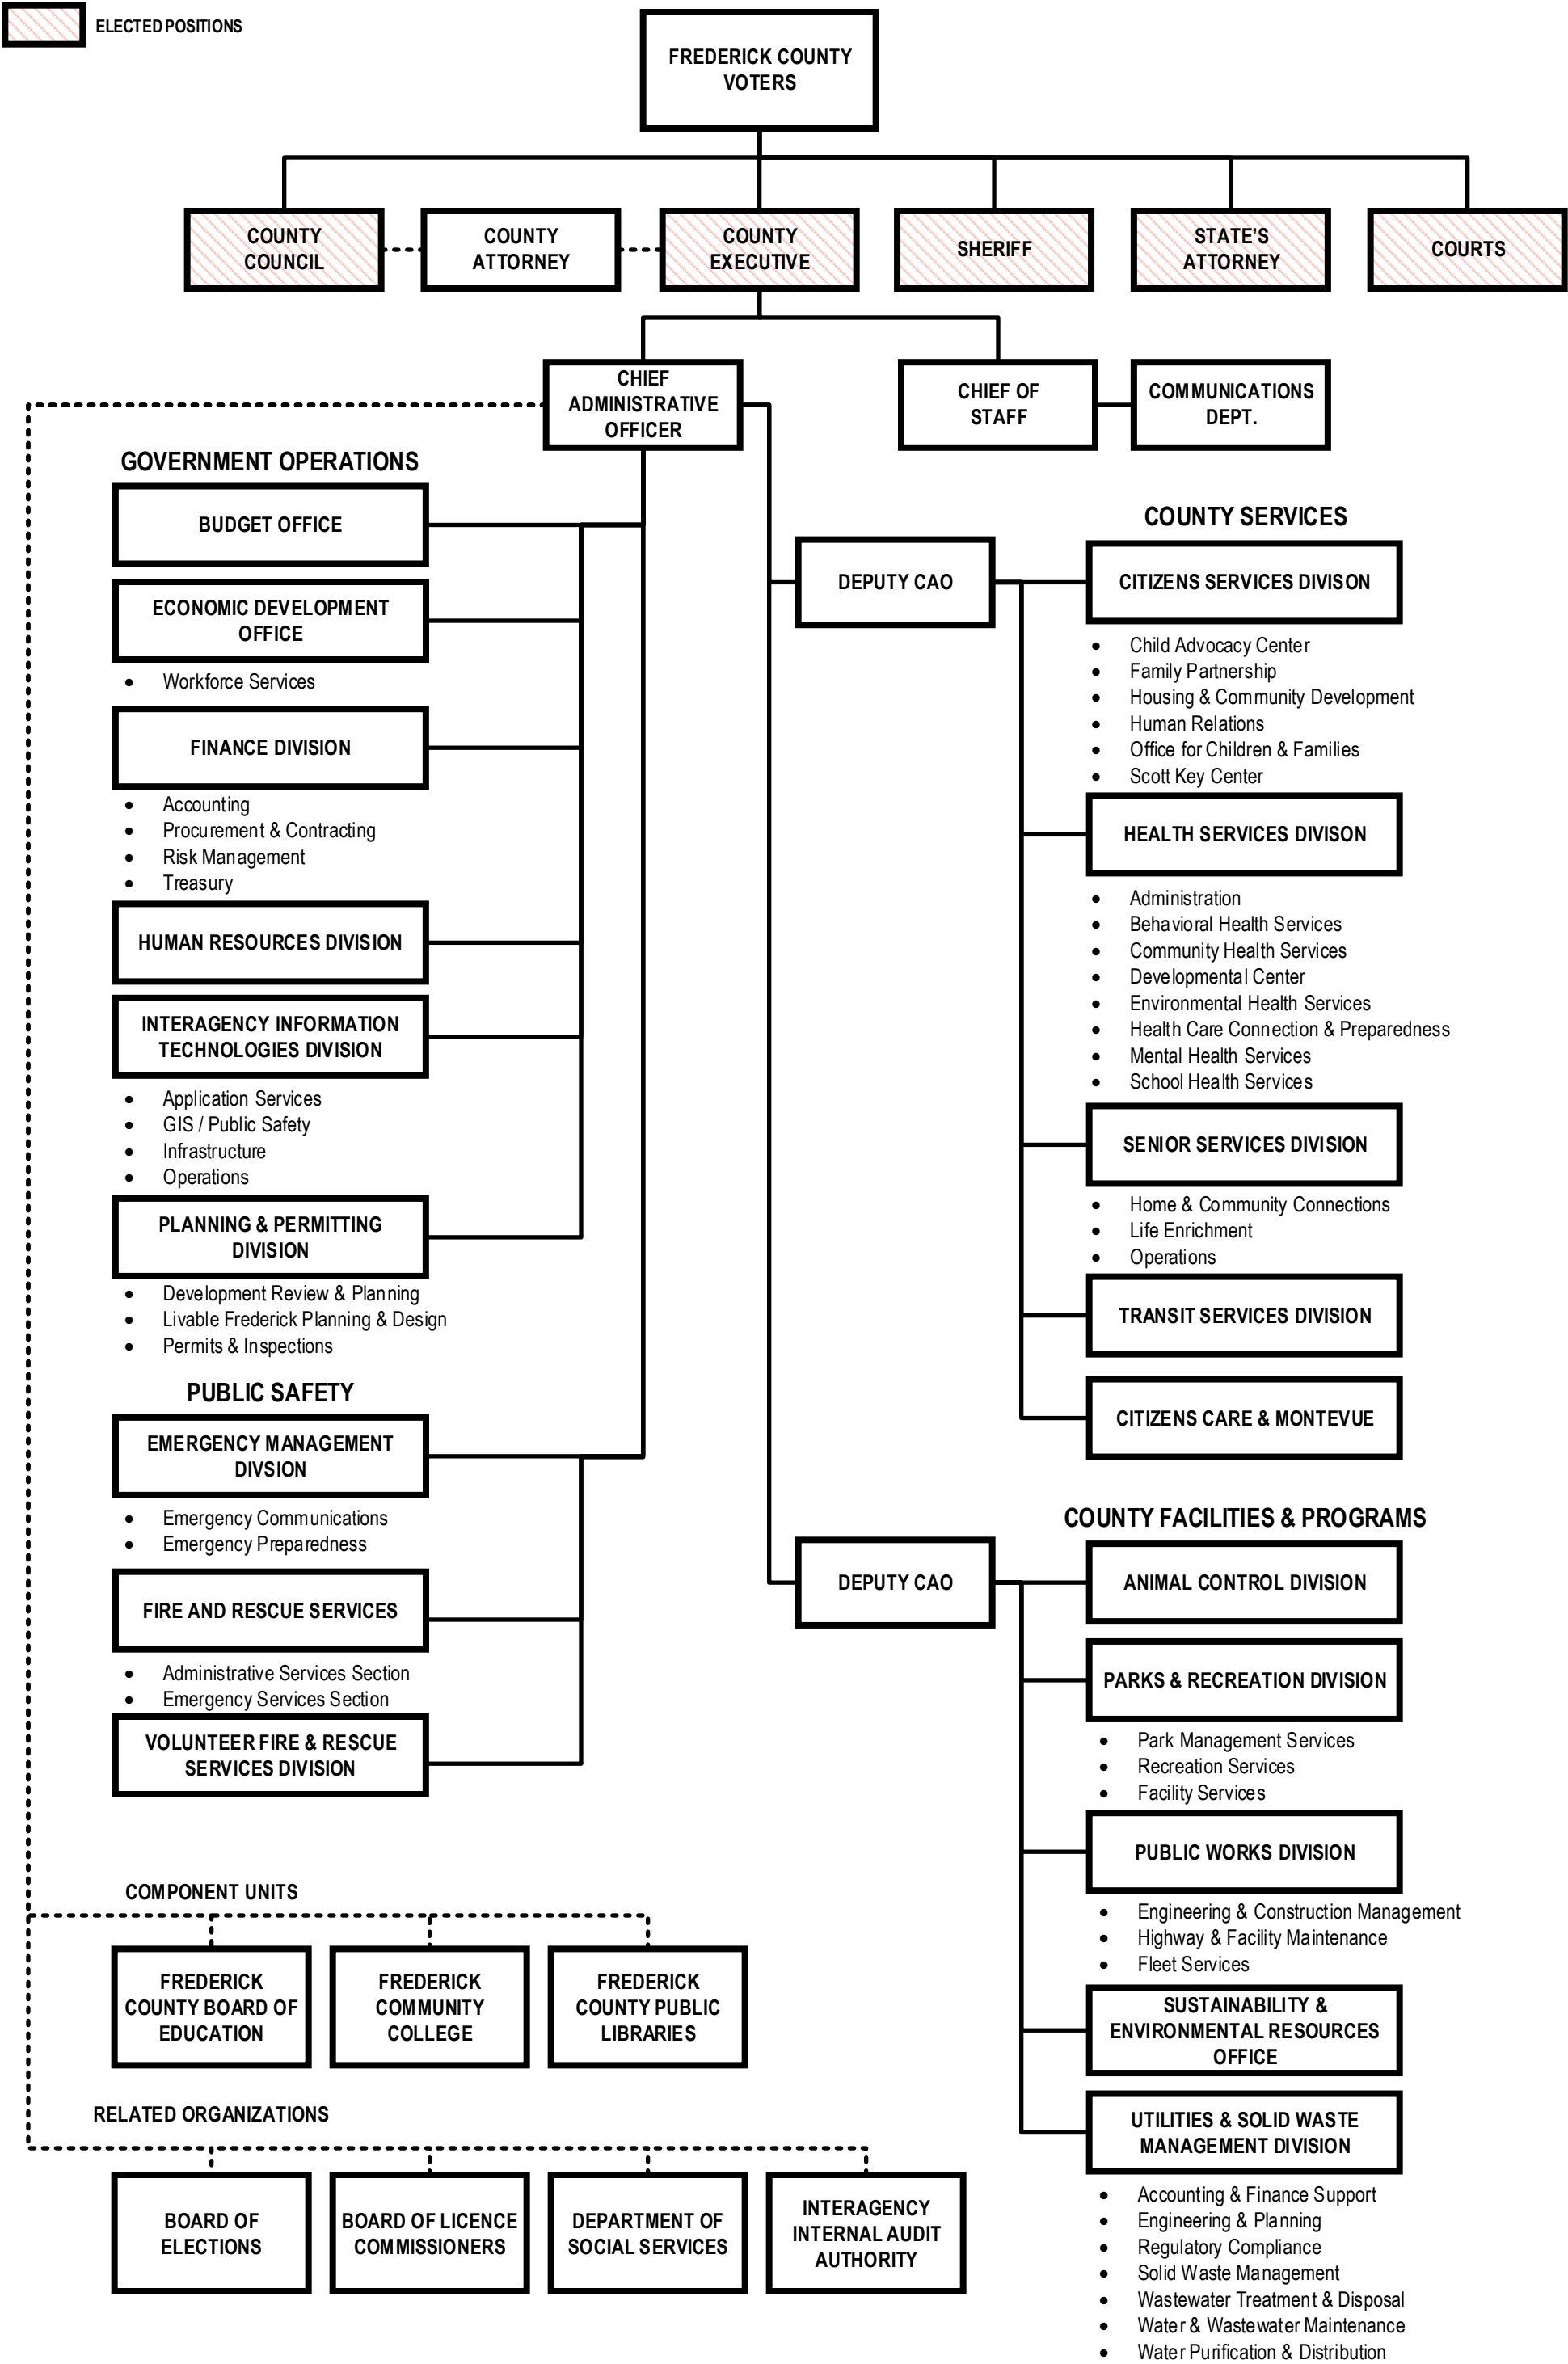 ELECTED POSITIONS
FREDERICK COUNTY
VOTERS
COUNTY
COUNCIL
COUNTY
ATTORNEY
COUNTY
EXECUTIVE
SHERIFF
STATE'S
ATTORNEY
COURTS
CHIEF
ADMINISTRATIVE
OFFICER
CHIEF OF
STAFF
COMMUNICATIONS
DEPT.
GOVERNMENT OPERATIONS
BUDGET OFFICE
ECONOMIC DEVELOPMENT
OFFICE
• Workforce Services
FINANCE DIVISION
• Accounting
• Procurement & Contracting
• Risk Management
• Treasury
HUMAN RESOURCES DIVISION
INTERAGENCY INFORMATION
TECHNOLOGIES DIVISION
• Application Services
• GIS / Public Safety
• Infrastructure
• Operations
PLANNING & PERMITTING
DIVISION
• Development Review & Planning
• Livable Frederick Planning & Design
• Permits & Inspections
PUBLIC SAFETY
EMERGENCY MANAGEMENT
DIVSION
• Emergency Communications
• Emergency Preparedness
FIRE AND RESCUE SERVICES
• Administrative Services Section
• Emergency Services Section
VOLUNTEER FIRE & RESCUE
SERVICES DIVISION
DEPUTY CAO
COUNTY SERVICES
CITIZENS SERVICES DIVISON
• Child Advocacy Center
• Family Partnership
• Housing & Community Development
• Human Relations
• Office for Children & Families
• Scott Key Center
HEALTH SERVICES DIVISON
• Administration
• Behavioral Health Services
• Community Health Services
• Developmental Center
• Environmental Health Services
• Health Care Connection & Preparedness
• Mental Health Services
• School Health Services
SENIOR SERVICES DIVISION
• Home & Community Connections
• Life Enrichment
• Operations
TRANSIT SERVICES DIVISION
CITIZENS CARE & MONTEVUE
DEPUTY CAO
COUNTY FACILITIES & PROGRAMS
ANIMAL CONTROL DIVISION
PARKS & RECREATION DIVISION
• Park Management Services
• Recreation Services
• Facility Services
PUBLIC WORKS DIVISION
• Engineering & Construction Management
• Highway & Facility Maintenance
• Fleet Services
SUSTAINABILITY &
ENVIRONMENTAL RESOURCES
OFFICE
UTILITIES & SOLID WASTE
MANAGEMENT DIVISION
• Accounting & Finance Support
• Engineering & Planning
• Regulatory Compliance
• Solid Waste Management
• Wastewater Treatment & Disposal
• Water & Wastewater Maintenance
• Water Purification & Distribution
COMPONENT UNITS
FREDERICK
COUNTY BOARD OF
EDUCATION
FREDERICK
COMMUNITY
COLLEGE
FREDERICK
COUNTY PUBLIC
LIBRARIES
RELATED ORGANIZATIONS
BOARD OF
ELECTIONS
BOARD OF LICENCE
COMMISSIONERS
DEPARTMENT OF
SOCIAL SERVICES
INTERAGENCY
INTERNAL AUDIT
AUTHORITY